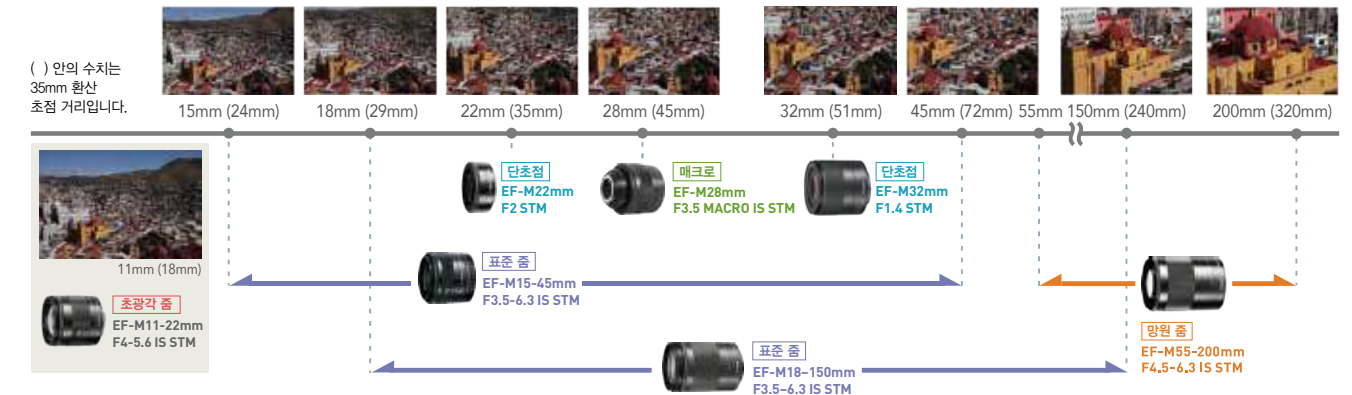 ( ) 안의 수치는
35mm 환산
초점 거리입니다.
15mm (24mm)
18mm (29mm)
22mm (35mm)
28mm (45mm)
32mm (51mm)
45mm (72mm)
55mm
150mm (240mm)
200mm (320mm)
11mm (18mm)
초광각 줌
EF-M11-22mm
F4-5.6 IS STM
단초점
EF-M22mm
F2 STM
매크로
EF-M28mm
F3.5 MACRO IS STM
단초점
EF-M32mm
F1.4 STM
표준 줌
EF-M15-45mm
F3.5-6.3 IS STM
망원 줌
EF-M55-200mm
F4.5-6.3 IS STM
표준 줌
EF-M18-150mm
F3.5-6.3 IS STM